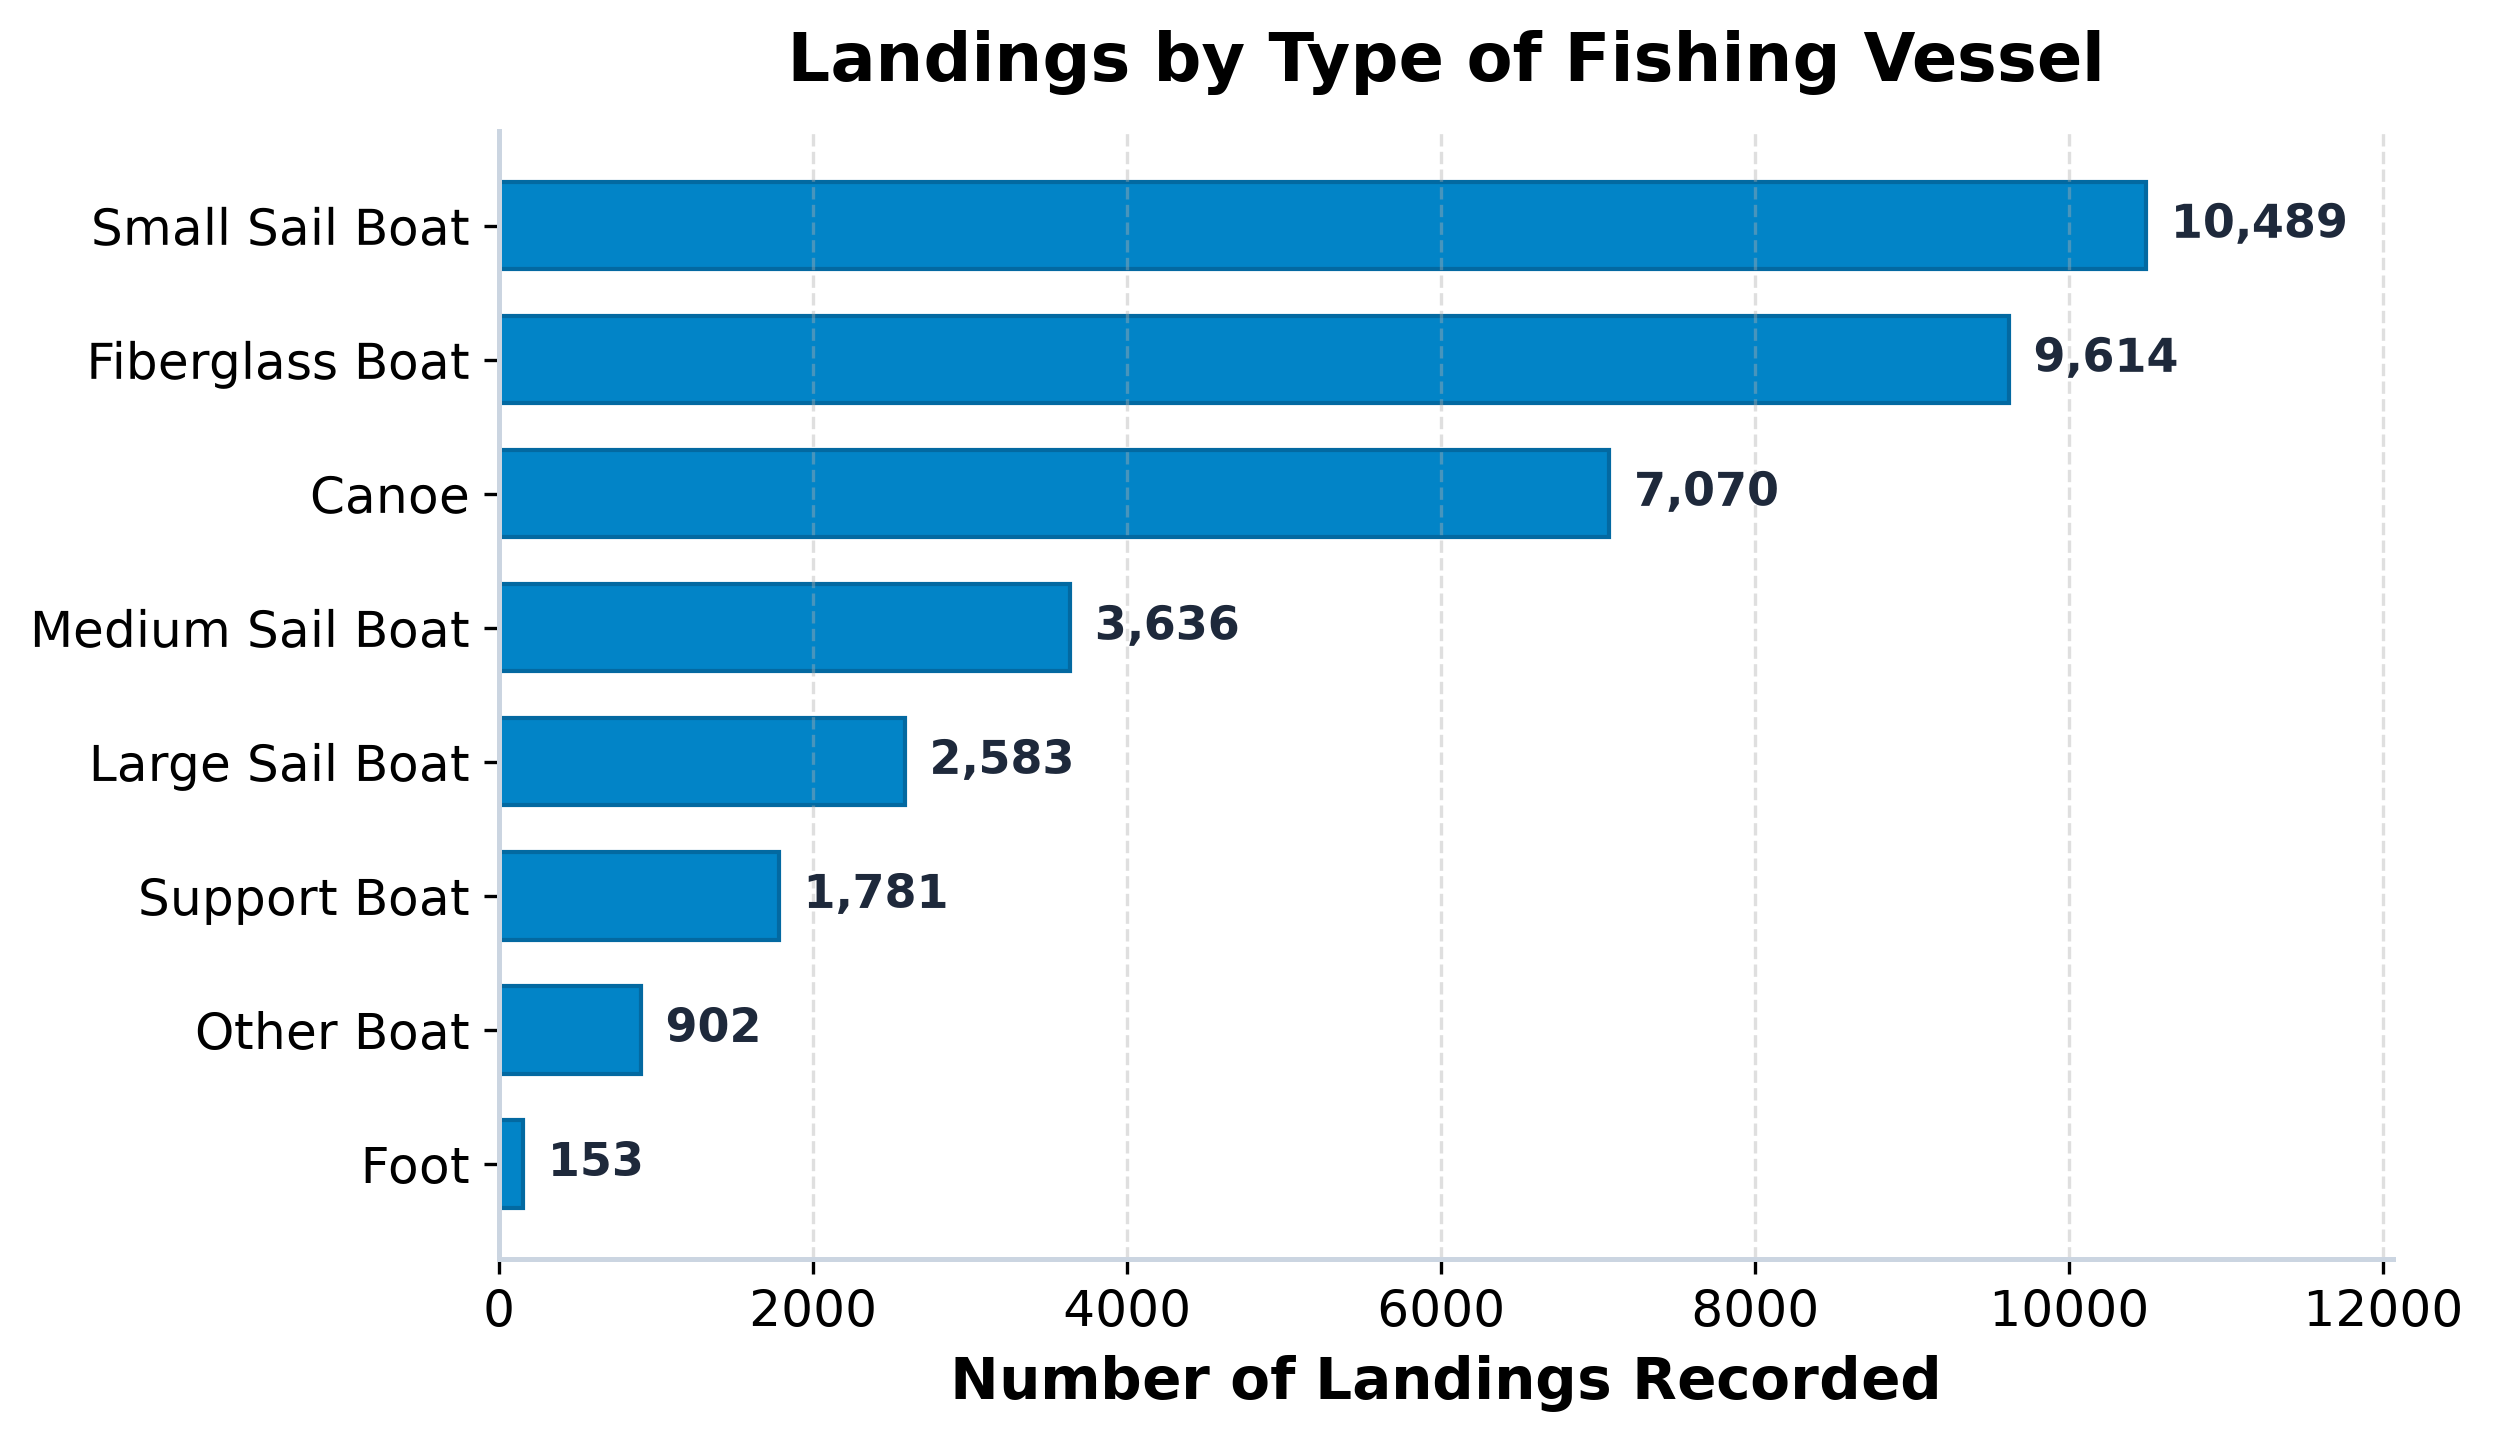 Landings by Type of Fishing Vessel
Small Sail Boat 10,489
Fiberglass Boat 9,614
Canoe 7,070
Medium Sail Boat 3,636
Large Sail Boat 2,583
Support Boat 1,781
Other Boat 902
Foot 153
0 2000 4000 6000 8000 10000 12000
Number of Landings Recorded